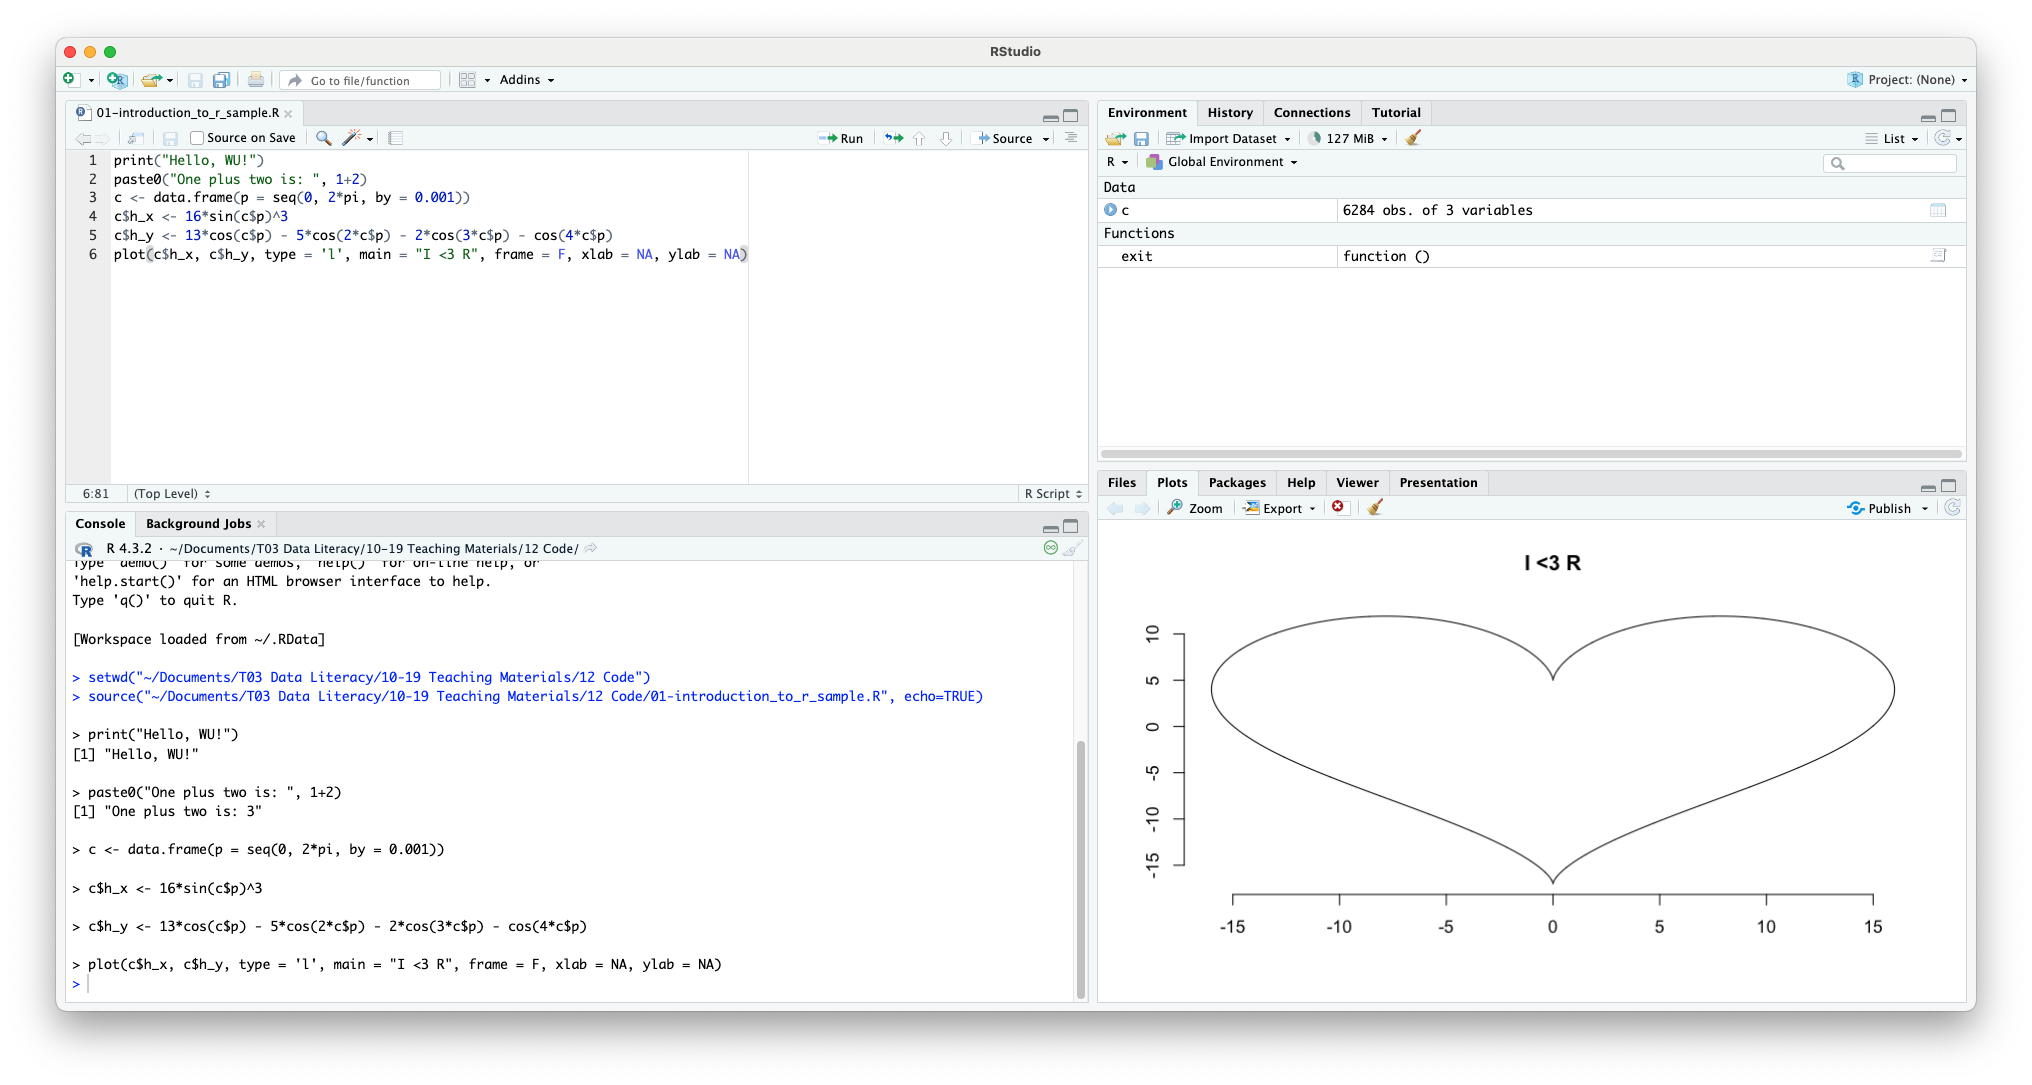 RStudio
Go to file/function
Addins
Project: (None)
01-introduction_to_r_sample.R
Source on Save
Run
Source
1 print("Hello, WU!")
2 paste0("One plus two is: ", 1+2)
3 c <- data.frame(p = seq(0, 2*pi, by = 0.001))
4 c$h_x <- 16*sin(c$p)^3
5 c$h_y <- 13*cos(c$p) - 5*cos(2*c$p) - 2*cos(3*c$p) - cos(4*c$p)
6 plot(c$h_x, c$h_y, type = 'l', main = "I <3 R", frame = F, xlab = NA, ylab = NA)
6:81 (Top Level) R Script
Console Background Jobs
R 4.3.2 · ~/Documents/T03 Data Literacy/10-19 Teaching Materials/12 Code/
Type 'demo()' for some demos, 'help()' for on-line help, or
'help.start()' for an HTML browser interface to help.
Type 'q()' to quit R.
[Workspace loaded from ~/.RData]
> setwd("~/Documents/T03 Data Literacy/10-19 Teaching Materials/12 Code")
> source("~/Documents/T03 Data Literacy/10-19 Teaching Materials/12 Code/01-introduction_to_r_sample.R", echo=TRUE)
> print("Hello, WU!")
[1] "Hello, WU!"
> paste0("One plus two is: ", 1+2)
[1] "One plus two is: 3"
> c <- data.frame(p = seq(0, 2*pi, by = 0.001))
> c$h_x <- 16*sin(c$p)^3
> c$h_y <- 13*cos(c$p) - 5*cos(2*c$p) - 2*cos(3*c$p) - cos(4*c$p)
> plot(c$h_x, c$h_y, type = 'l', main = "I <3 R", frame = F, xlab = NA, ylab = NA)
>
Environment History Connections Tutorial
Import Dataset 127 MiB List
R Global Environment
Data
c 6284 obs. of 3 variables
Functions
exit function ()
Files Plots Packages Help Viewer Presentation
Zoom Export Publish
I <3 R
10
5
0
-5
-10
-15
-15 -10 -5 0 5 10 15